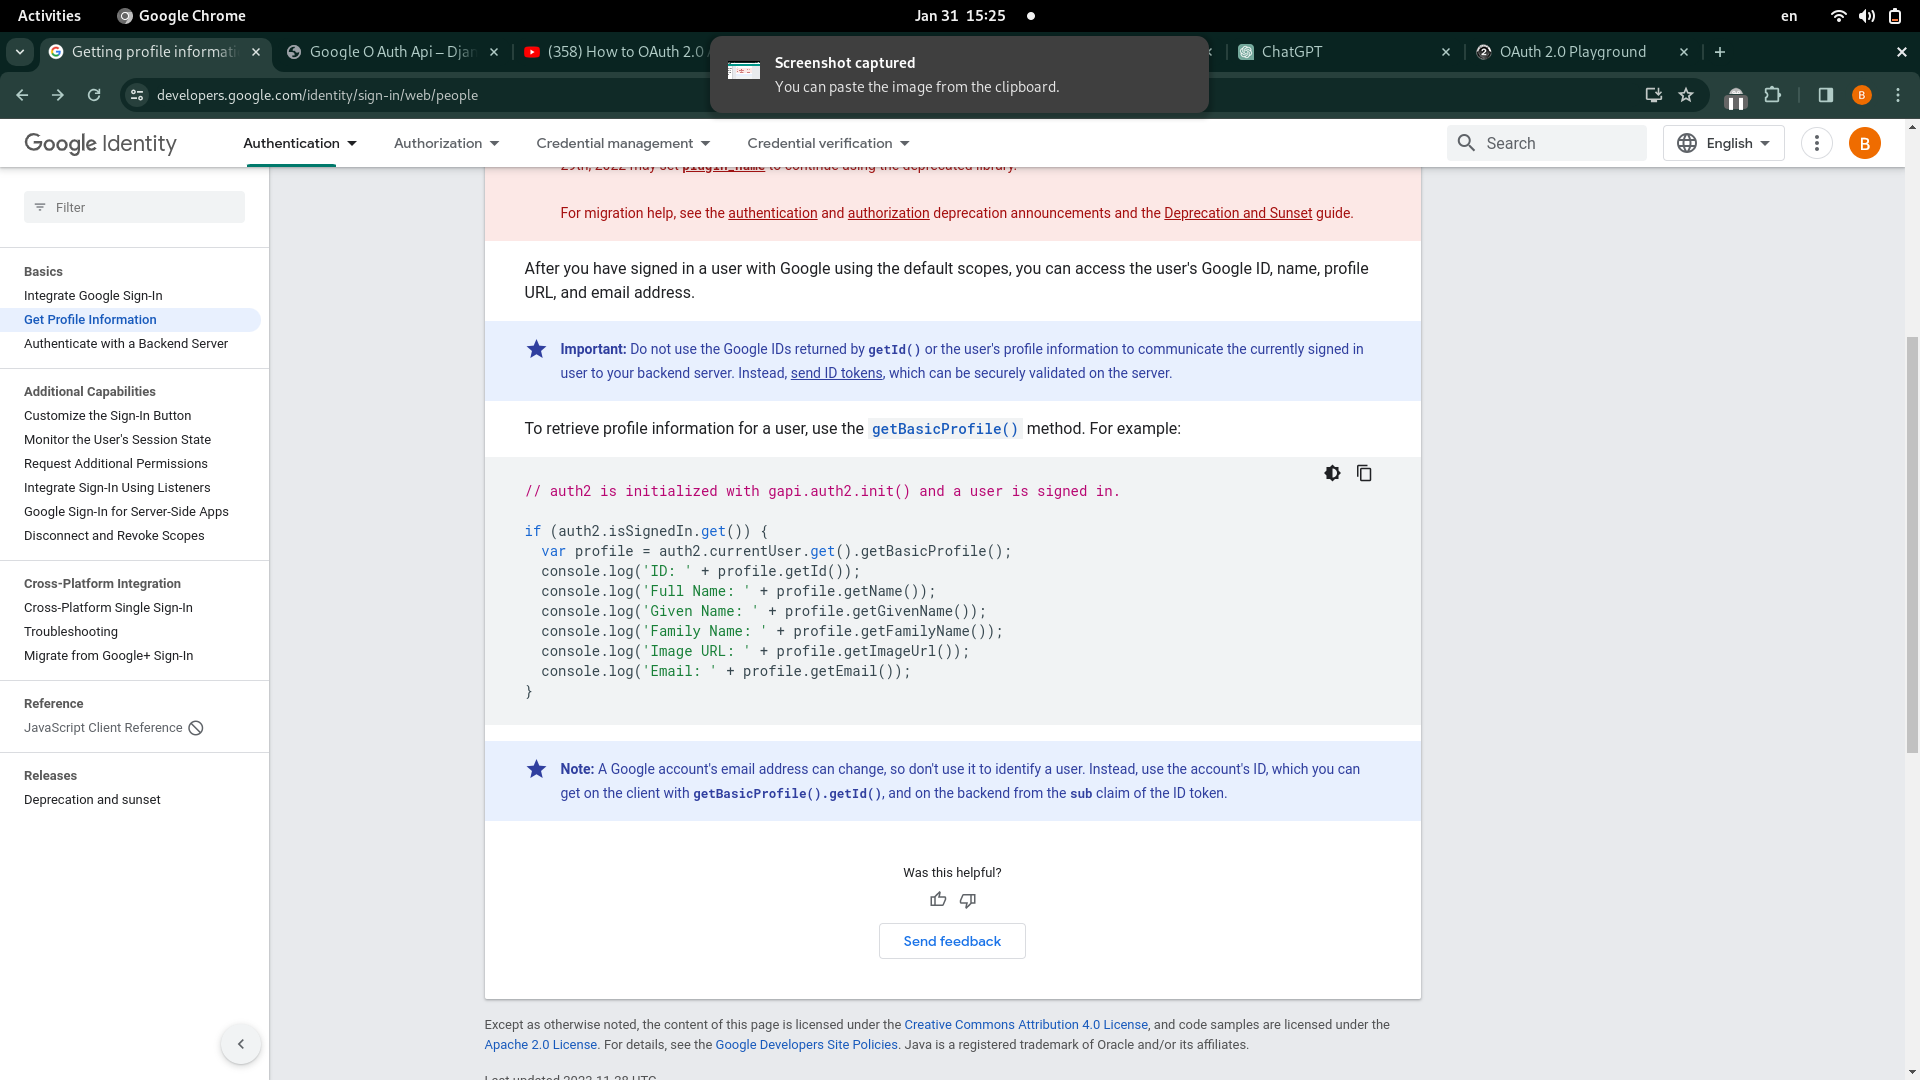 Activities
Google Chrome
Jan 31 15:25
en
Getting profile informati
Google O Auth Api – Djan
(358) How to OAuth 2.0
ChatGPT
OAuth 2.0 Playground
Screenshot captured
You can paste the image from the clipboard.
developers.google.com/identity/sign-in/web/people
B
Google Identity
Authentication
Authorization
Credential management
Credential verification
Search
English
B
29th, 2022 may set plugin_name to continue using the deprecated library.
For migration help, see the authentication and authorization deprecation announcements and the Deprecation and Sunset guide.
Filter
Basics
Integrate Google Sign-In
Get Profile Information
Authenticate with a Backend Server
Additional Capabilities
Customize the Sign-In Button
Monitor the User's Session State
Request Additional Permissions
Integrate Sign-In Using Listeners
Google Sign-In for Server-Side Apps
Disconnect and Revoke Scopes
Cross-Platform Integration
Cross-Platform Single Sign-In
Troubleshooting
Migrate from Google+ Sign-In
Reference
JavaScript Client Reference
Releases
Deprecation and sunset
After you have signed in a user with Google using the default scopes, you can access the user's Google ID, name, profile
URL, and email address.
Important: Do not use the Google IDs returned by getId() or the user's profile information to communicate the currently signed in
user to your backend server. Instead, send ID tokens, which can be securely validated on the server.
To retrieve profile information for a user, use the getBasicProfile() method. For example:
// auth2 is initialized with gapi.auth2.init() and a user is signed in.
if (auth2.isSignedIn.get()) {
var profile = auth2.currentUser.get().getBasicProfile();
console.log('ID: ' + profile.getId());
console.log('Full Name: ' + profile.getName());
console.log('Given Name: ' + profile.getGivenName());
console.log('Family Name: ' + profile.getFamilyName());
console.log('Image URL: ' + profile.getImageUrl());
console.log('Email: ' + profile.getEmail());
}
Note: A Google account's email address can change, so don't use it to identify a user. Instead, use the account's ID, which you can
get on the client with getBasicProfile().getId(), and on the backend from the sub claim of the ID token.
Was this helpful?
Send feedback
Except as otherwise noted, the content of this page is licensed under the Creative Commons Attribution 4.0 License, and code samples are licensed under the
Apache 2.0 License. For details, see the Google Developers Site Policies. Java is a registered trademark of Oracle and/or its affiliates.